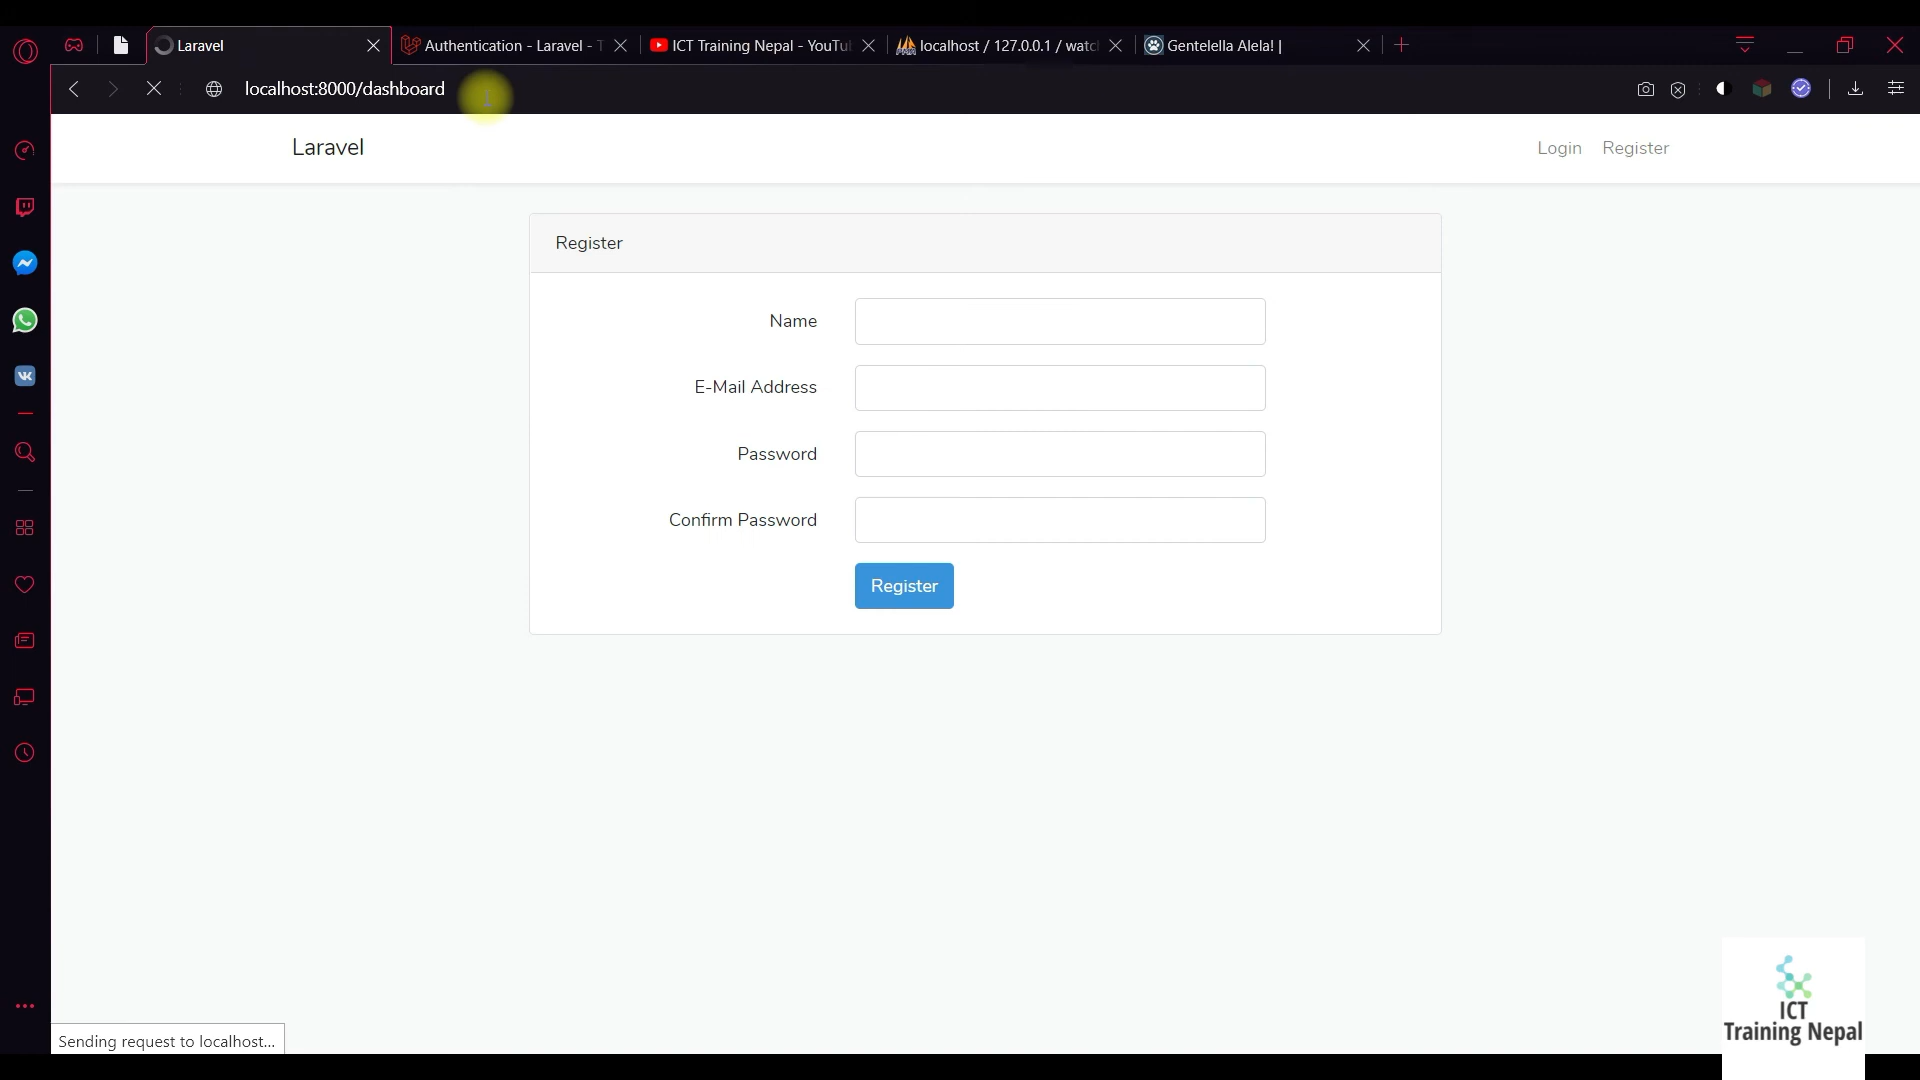 Laravel
Authentication - Laravel - T
ICT Training Nepal - YouTu
localhost / 127.0.0.1 / watc
Gentelella Alela! |
localhost:8000/dashboard
Laravel
Login
Register
Register
Name
E-Mail Address
Password
Confirm Password
Register
Sending request to localhost...
ICT
Training Nepal